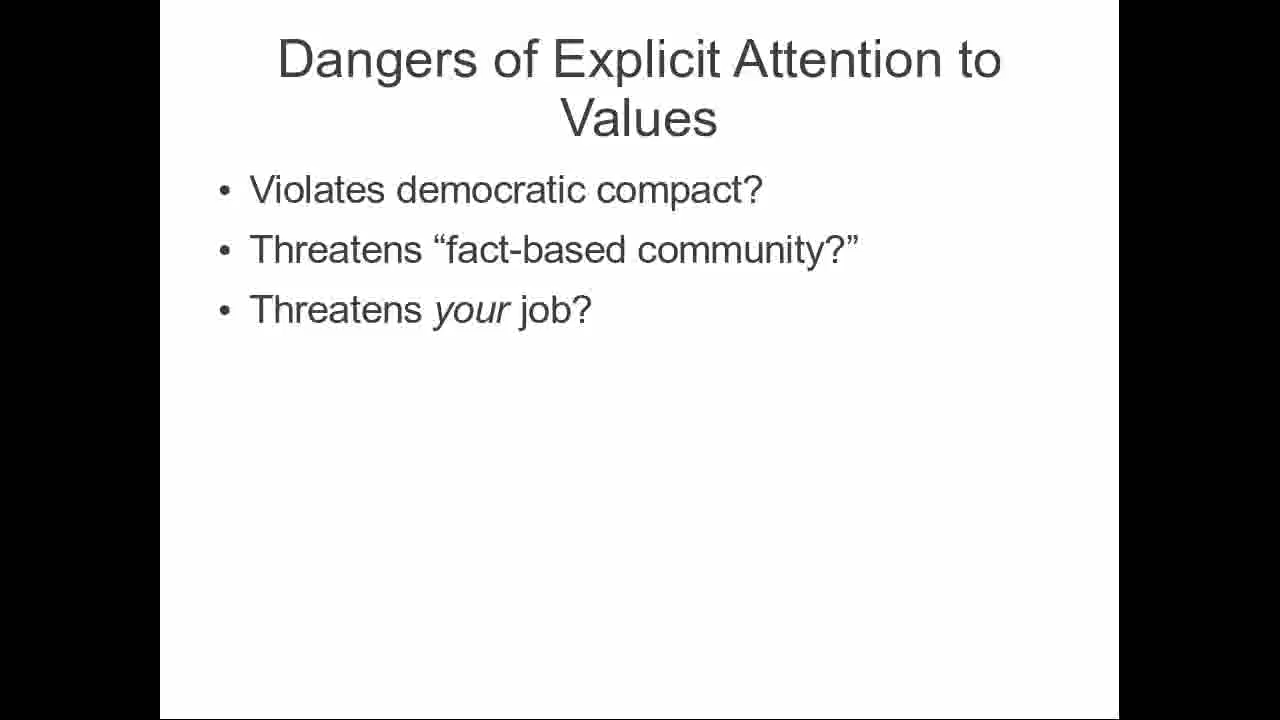 Dangers of Explicit Attention to
Values
• Violates democratic compact?
• Threatens “fact-based community?”
• Threatens your job?